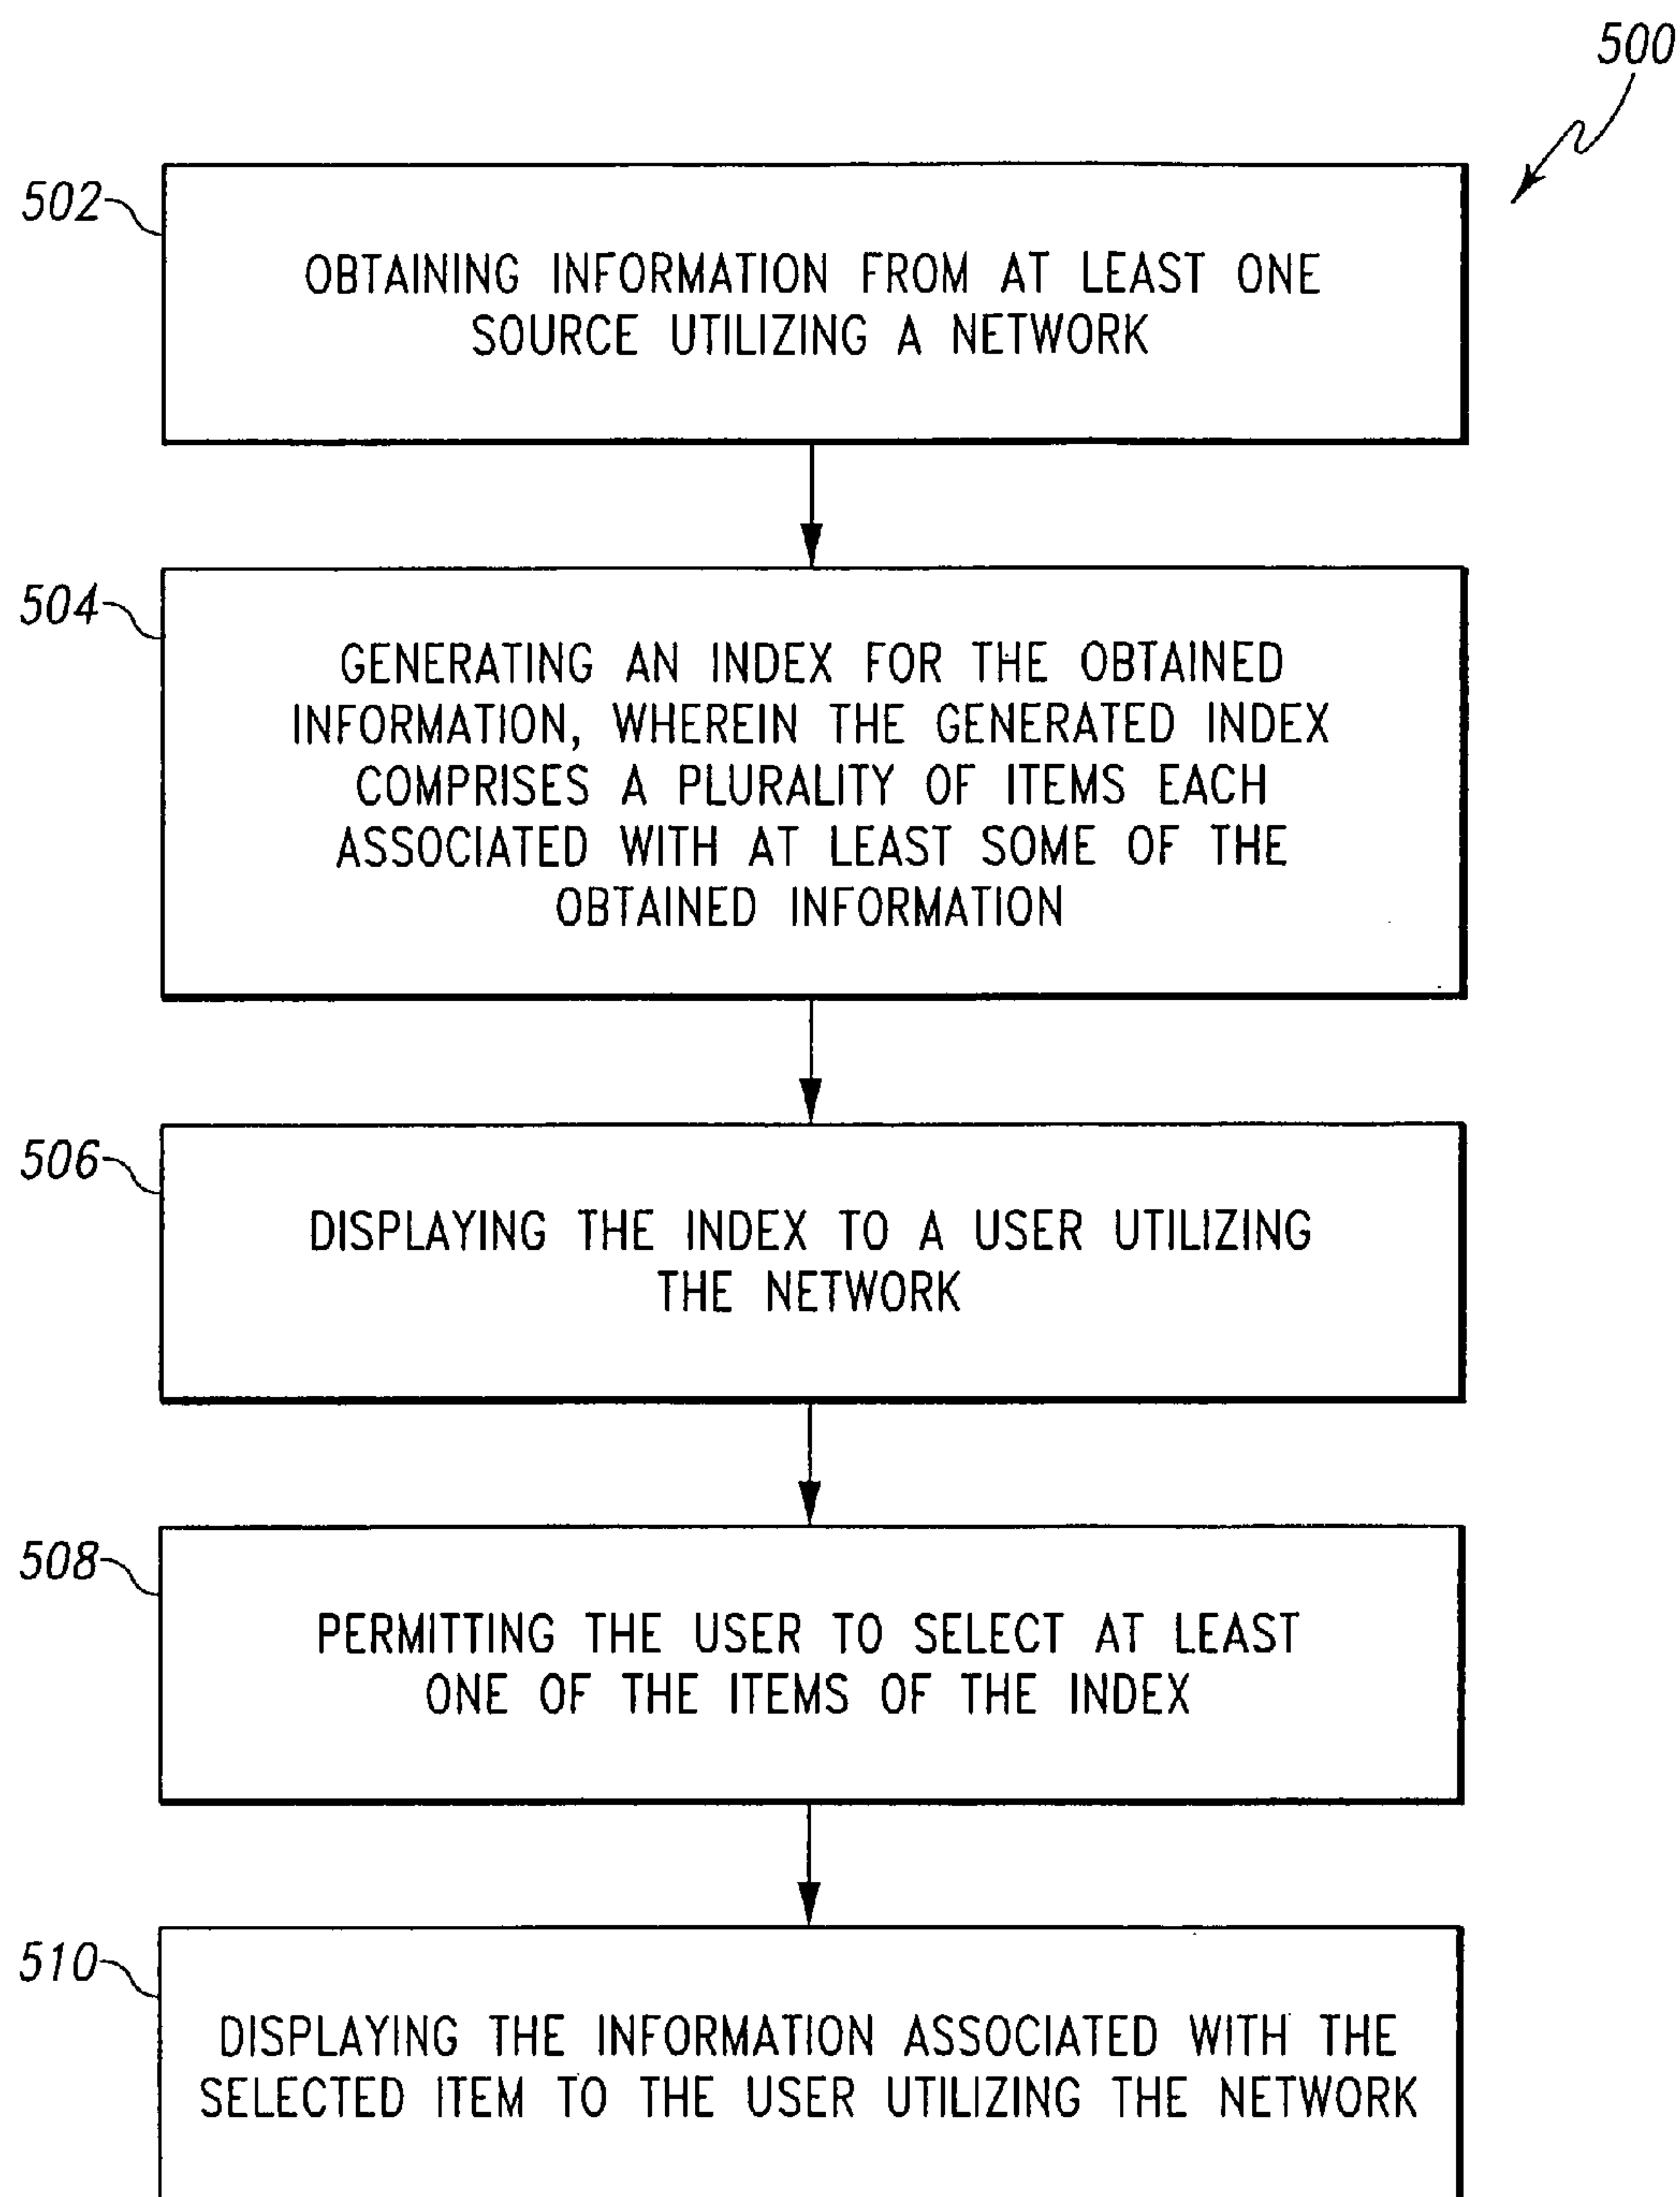 500
502
OBTAINING INFORMATION FROM AT LEAST ONE
SOURCE UTILIZING A NETWORK
504
GENERATING AN INDEX FOR THE OBTAINED
INFORMATION, WHEREIN THE GENERATED INDEX
COMPRISES A PLURALITY OF ITEMS EACH
ASSOCIATED WITH AT LEAST SOME OF THE
OBTAINED INFORMATION
506
DISPLAYING THE INDEX TO A USER UTILIZING
THE NETWORK
508
PERMITTING THE USER TO SELECT AT LEAST
ONE OF THE ITEMS OF THE INDEX
510
DISPLAYING THE INFORMATION ASSOCIATED WITH THE
SELECTED ITEM TO THE USER UTILIZING THE NETWORK